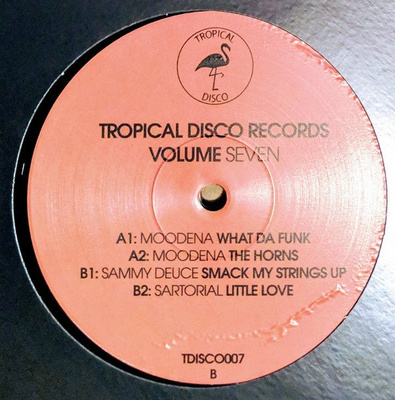 TROPICAL
DISCO
TROPICAL DISCO RECORDS
VOLUME SEVEN
A1: MOODENA WHAT DA FUNK
A2: MOODENA THE HORNS
B1: SAMMY DEUCE SMACK MY STRINGS UP
B2: SARTORIAL LITTLE LOVE
TDISCO007
B